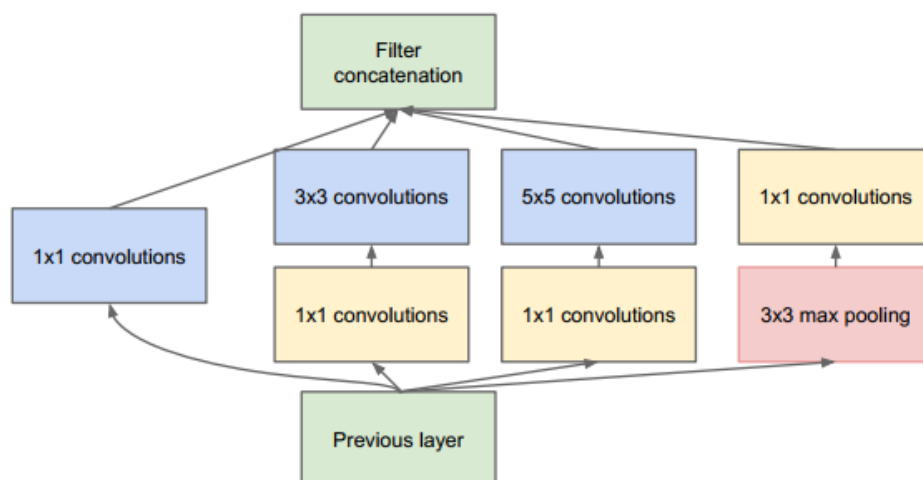 Filter
concatenation
3x3 convolutions
5x5 convolutions
1x1 convolutions
1x1 convolutions
1x1 convolutions
1x1 convolutions
3x3 max pooling
Previous layer